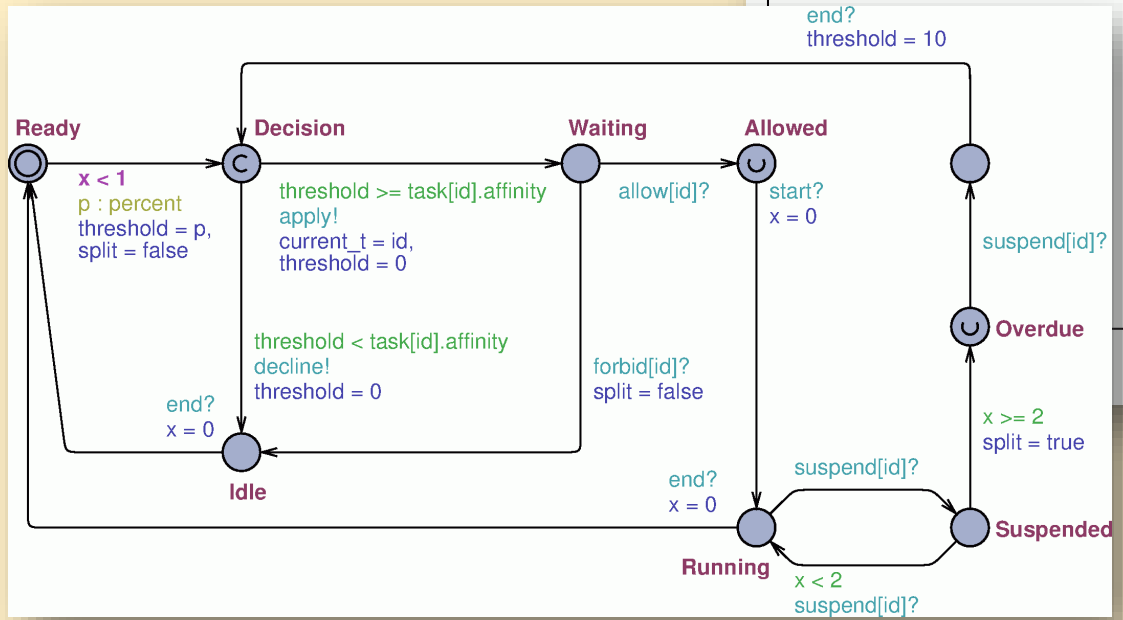 end?
threshold = 10
Ready
Decision
Waiting
Allowed
x < 1
p : percent
threshold = p,
split = false
threshold >= task[id].affinity
apply!
current_t = id,
threshold = 0
allow[id]?
start?
x = 0
suspend[id]?
threshold < task[id].affinity
decline!
threshold = 0
forbid[id]?
split = false
Overdue
end?
x = 0
x >= 2
split = true
Idle
end?
x = 0
suspend[id]?
Running
Suspended
x < 2
suspend[id]?